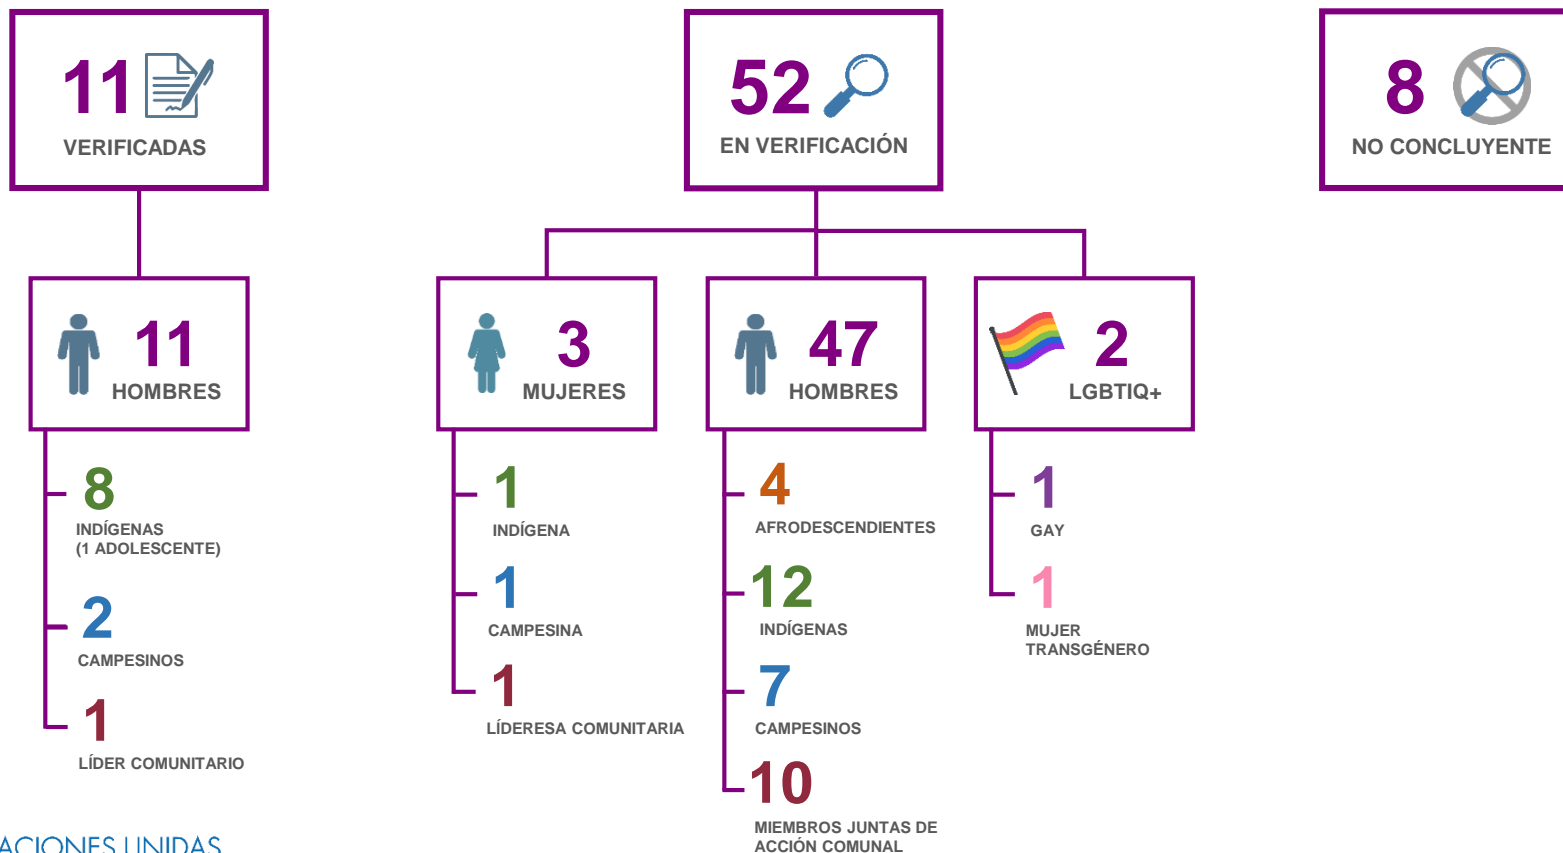 11
VERIFICADAS
52
EN VERIFICACIÓN
8
NO CONCLUYENTE
11
HOMBRES
8
INDÍGENAS
(1 ADOLESCENTE)
2
CAMPESINOS
1
LÍDER COMUNITARIO
3
MUJERES
1
INDÍGENA
1
CAMPESINA
1
LÍDERESA COMUNITARIA
47
HOMBRES
4
AFRODESCENDIENTES
12
INDÍGENAS
7
CAMPESINOS
10
MIEMBROS JUNTAS DE
ACCIÓN COMUNAL
2
LGBTIQ+
1
GAY
1
MUJER
TRANSGÉNERO
ACIONES UNIDAS